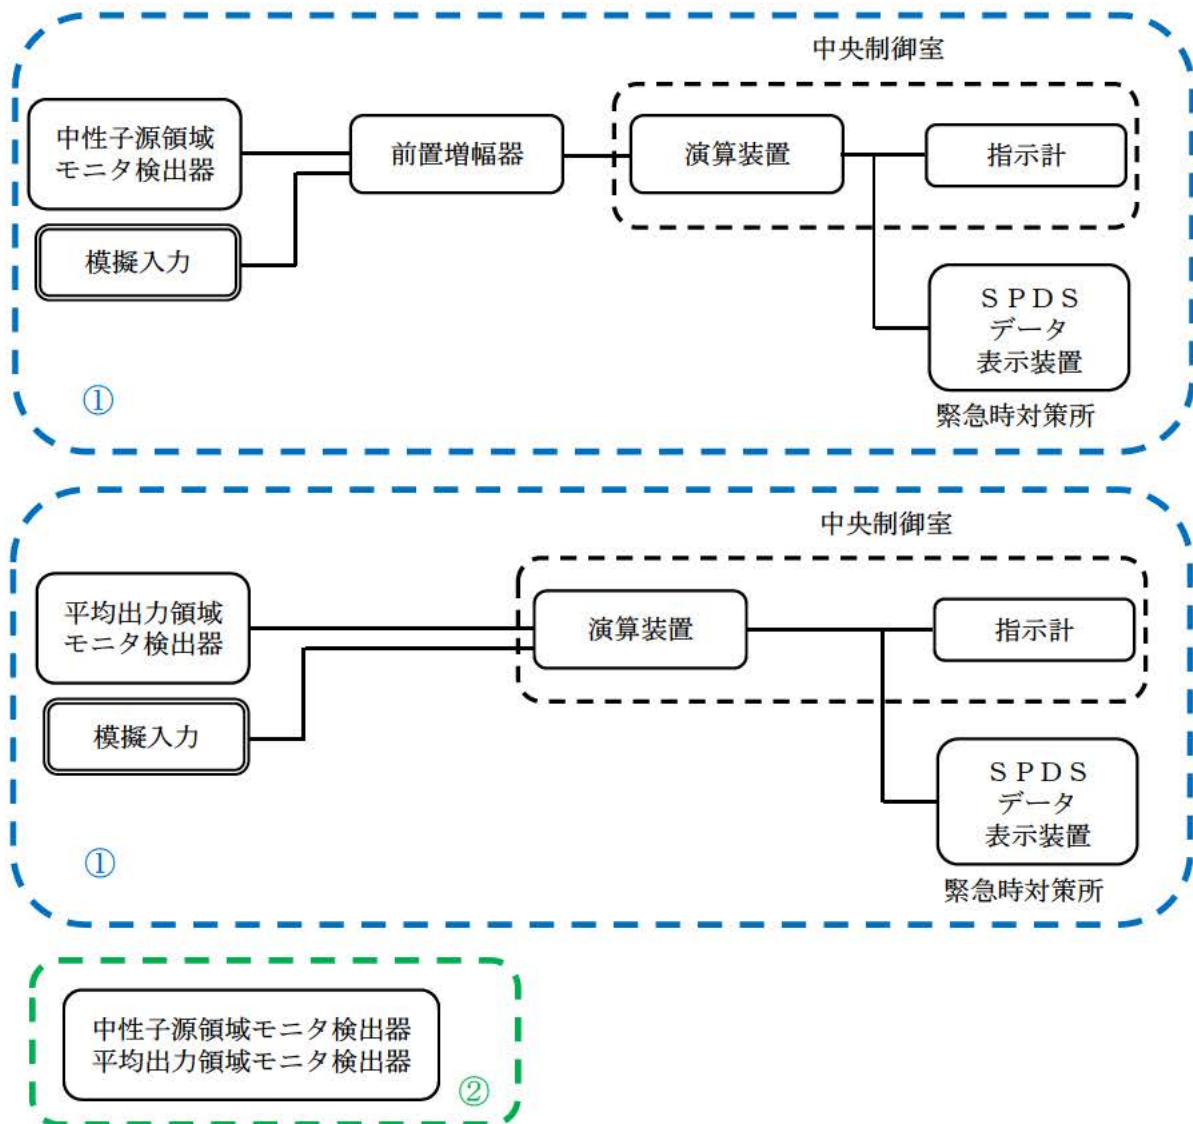 中央制御室
中性子源領域
モニタ検出器
前置増幅器
演算装置
指示計
模擬入力
ＳＰＤＳ
データ
表示装置
①
緊急時対策所
中央制御室
平均出力領域
モニタ検出器
演算装置
指示計
模擬入力
ＳＰＤＳ
データ
表示装置
①
緊急時対策所
中性子源領域モニタ検出器
平均出力領域モニタ検出器
②